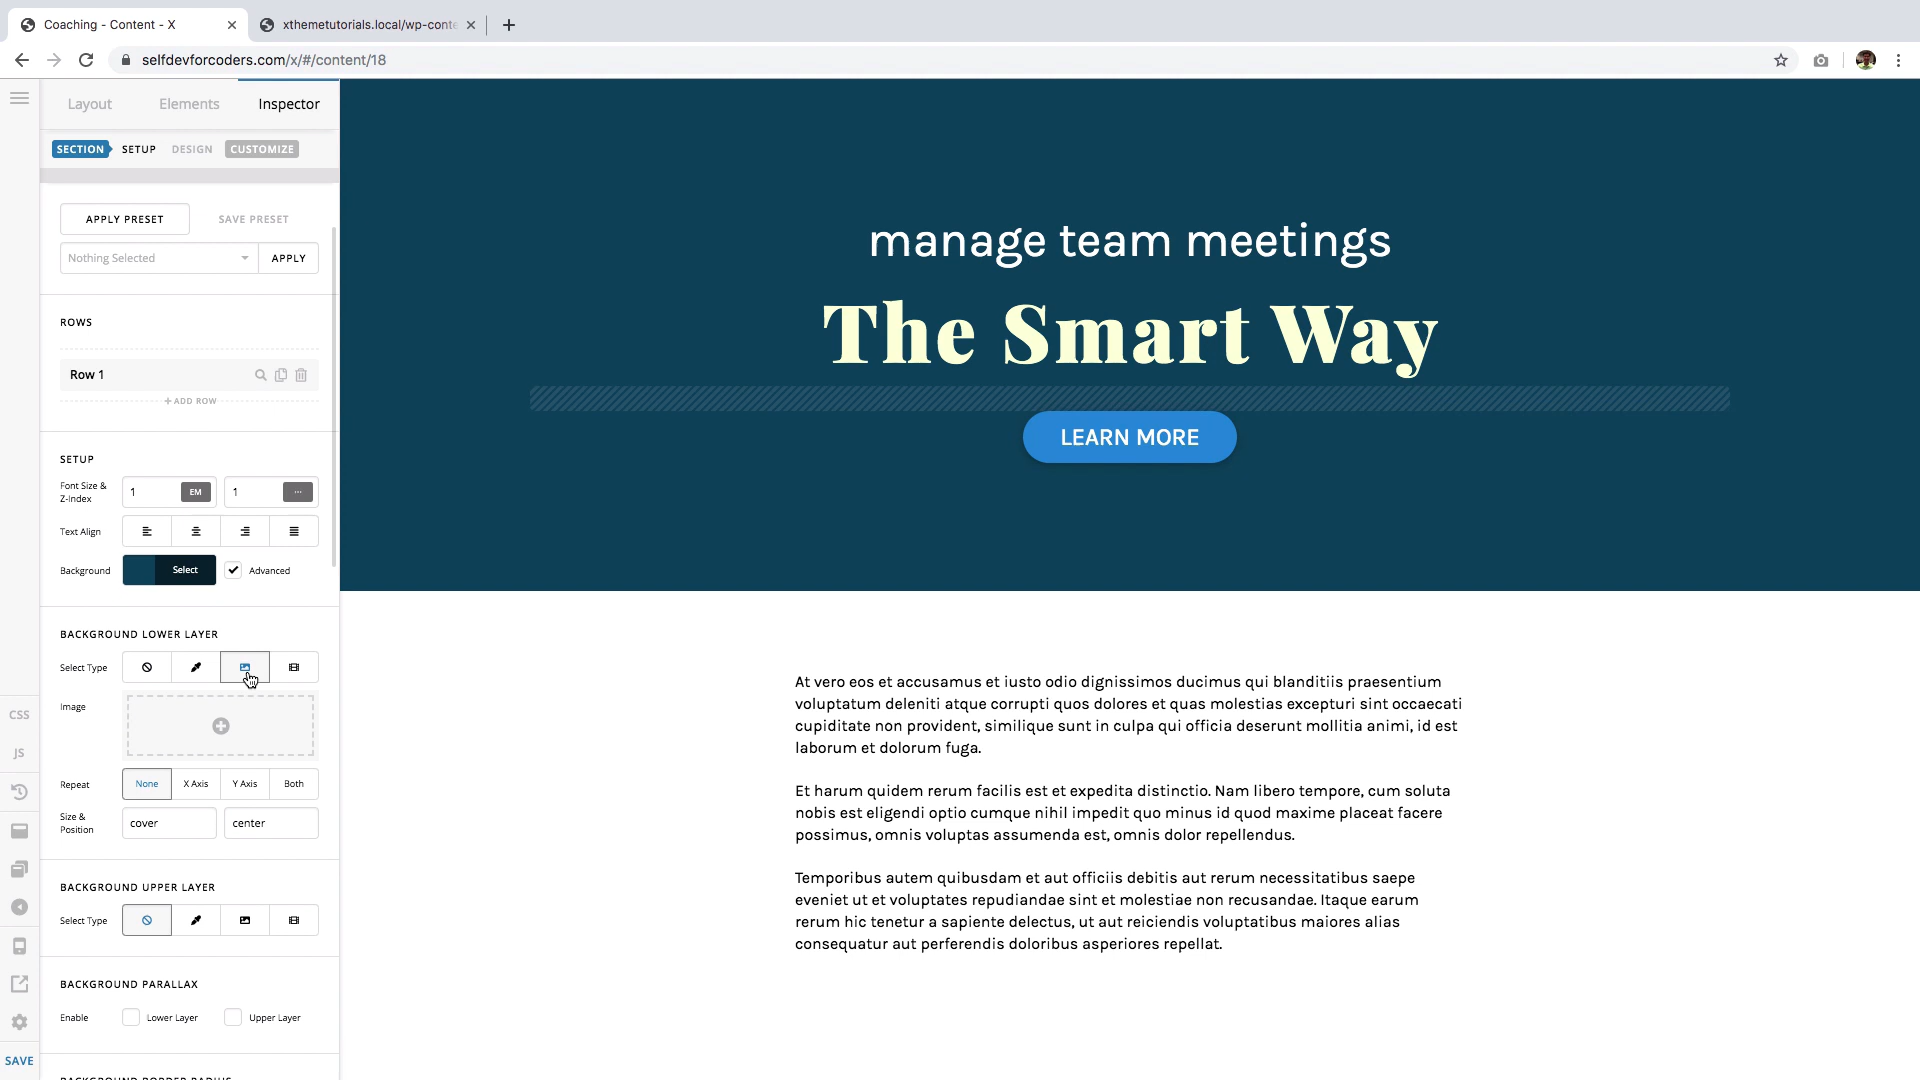 Coaching - Content - X
xthemetutorials.local/wp-conte
selfdevforcoders.com/x/#/content/18
Layout Elements Inspector
SECTION SETUP DESIGN CUSTOMIZE
APPLY PRESET SAVE PRESET
Nothing Selected APPLY
ROWS
Row 1
+ ADD ROW
SETUP
Font Size &
Z-Index
1 EM 1 ...
Text Align
Background Select Advanced
BACKGROUND LOWER LAYER
Select Type
Image
Repeat None X Axis Y Axis Both
Size &
Position
cover center
BACKGROUND UPPER LAYER
Select Type
BACKGROUND PARALLAX
Enable Lower Layer Upper Layer
BACKGROUND BORDER RADIUS
CSS
JS
SAVE
manage team meetings
The Smart Way
LEARN MORE
At vero eos et accusamus et iusto odio dignissimos ducimus qui blanditiis praesentium
voluptatum deleniti atque corrupti quos dolores et quas molestias excepturi sint occaecati
cupiditate non provident, similique sunt in culpa qui officia deserunt mollitia animi, id est
laborum et dolorum fuga.
Et harum quidem rerum facilis est et expedita distinctio. Nam libero tempore, cum soluta
nobis est eligendi optio cumque nihil impedit quo minus id quod maxime placeat facere
possimus, omnis voluptas assumenda est, omnis dolor repellendus.
Temporibus autem quibusdam et aut officiis debitis aut rerum necessitatibus saepe
eveniet ut et voluptates repudiandae sint et molestiae non recusandae. Itaque earum
rerum hic tenetur a sapiente delectus, ut aut reiciendis voluptatibus maiores alias
consequatur aut perferendis doloribus asperiores repellat.